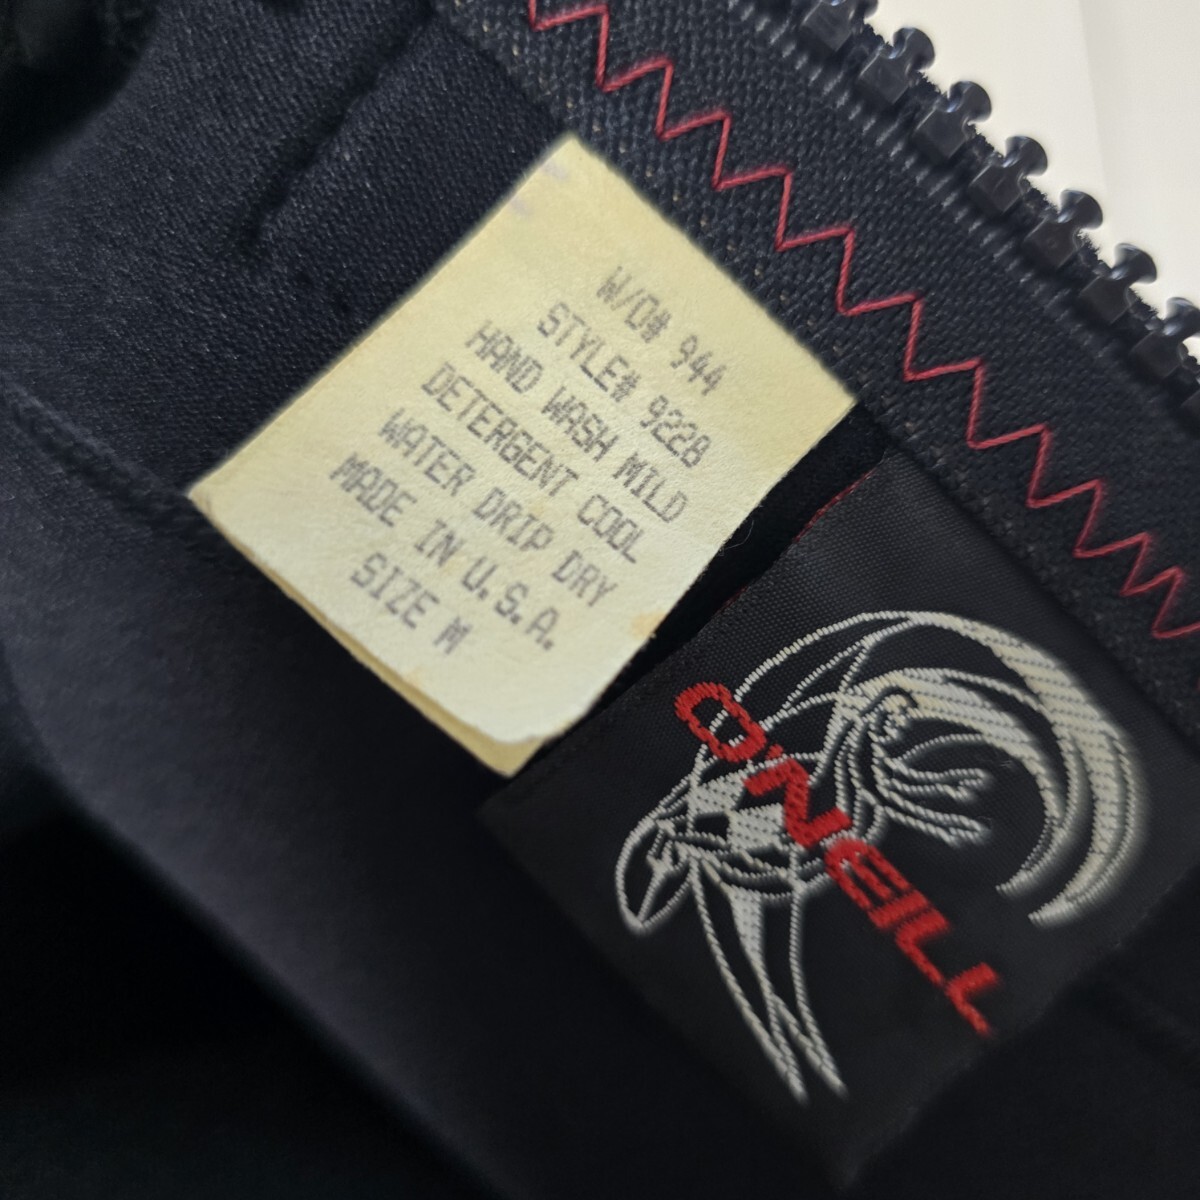 W/O# 944
STYLE# 9228
HAND WASH MILD
DETERGENT COOL
WATER DRIP DRY
MADE IN U.S.A.
SIZE M
O'NEILL